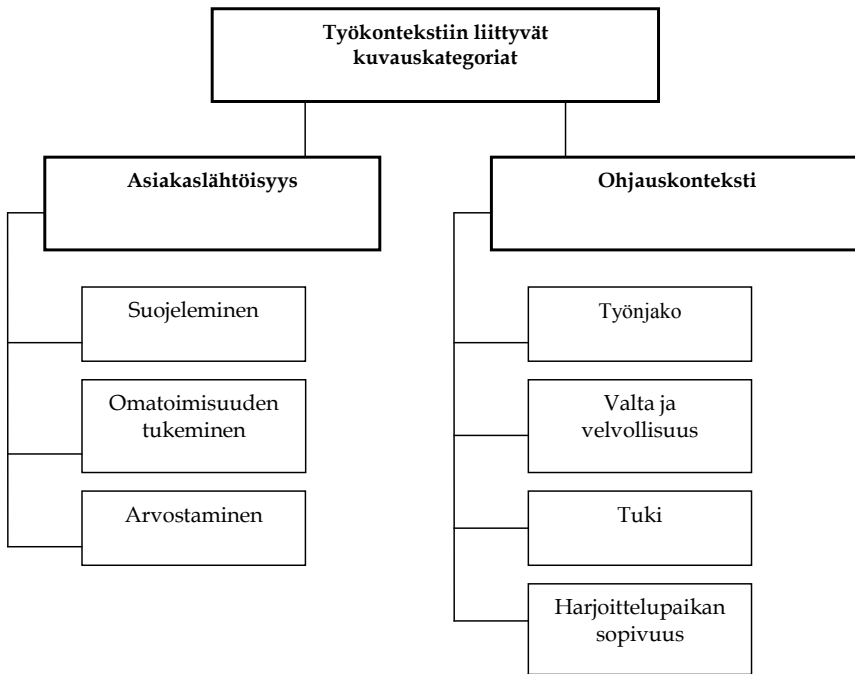 Työkontekstiin liittyvät
kuvauskategoriat
Asiakaslähtöisyys
Suojeleminen
Omatoimisuuden
tukeminen
Arvostaminen
Ohjauskonteksti
Työnjako
Valta ja
velvollisuus
Tuki
Harjoittelupaikan
sopivuus